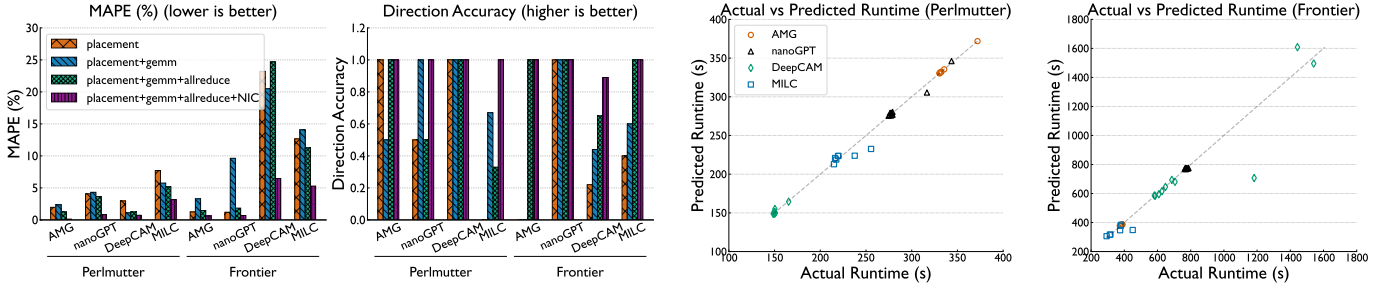 MAPE (%) (lower is better)
30
25
20
15
10
5
0
MAPE (%)
placement
placement+gemm
placement+gemm+allreduce
placement+gemm+allreduce+NIC
AMG
nanoGPT
DeepCAM
MILC
AMG
nanoGPT
DeepCAM
MILC
Perlmutter
Frontier
Direction Accuracy (higher is better)
1.2
1.0
0.8
0.6
0.4
0.2
0.0
Direction Accuracy
AMG
nanoGPT
DeepCAM
MILC
AMG
nanoGPT
DeepCAM
MILC
Perlmutter
Frontier
Actual vs Predicted Runtime (Perlmutter)
400
350
300
250
200
150
100
Predicted Runtime (s)
AMG
nanoGPT
DeepCAM
MILC
100 150 200 250 300 350 400
Actual Runtime (s)
Actual vs Predicted Runtime (Frontier)
1800
1600
1400
1200
1000
800
600
400
200
Predicted Runtime (s)
200 400 600 800 1000 1200 1400 1600 1800
Actual Runtime (s)